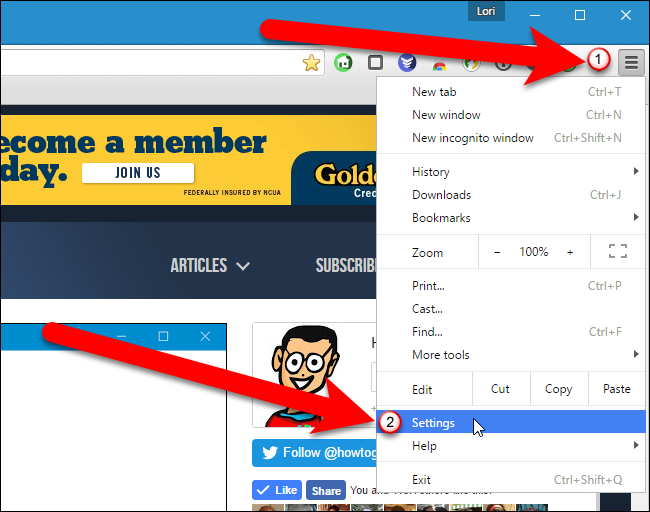 Lori
1
New tab Ctrl+T
New window Ctrl+N
New incognito window Ctrl+Shift+N
History
Downloads Ctrl+J
Bookmarks
Zoom − 100% +
Print... Ctrl+P
Cast...
Find... Ctrl+F
More tools
Edit Cut Copy Paste
2 Settings
Help
Exit Ctrl+Shift+Q
ecome a member
day. JOIN US
FEDERALLY INSURED BY NCUA
Golde
Cred
ARTICLES SUBSCRIBE
H
Follow @howtog
Like Share You and